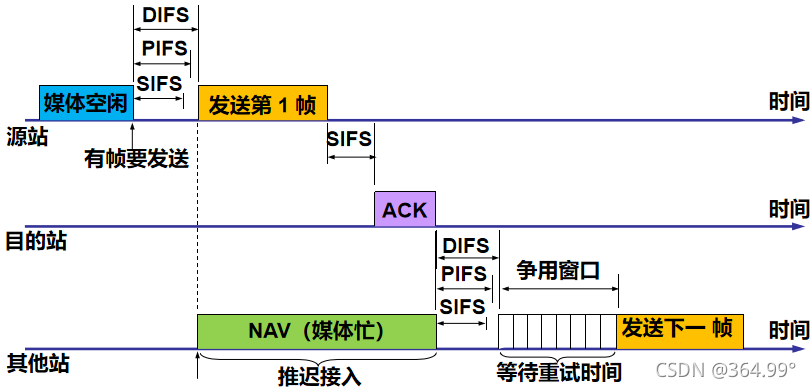 DIFS
PIFS
SIFS
媒体空闲
发送第 1 帧
时间
源站
有帧要发送
SIFS
ACK
时间
目的站
DIFS
PIFS
SIFS
争用窗口
NAV（媒体忙）
发送下一 帧
时间
其他站
推迟接入
等待重试时间
CSDN @364.99°